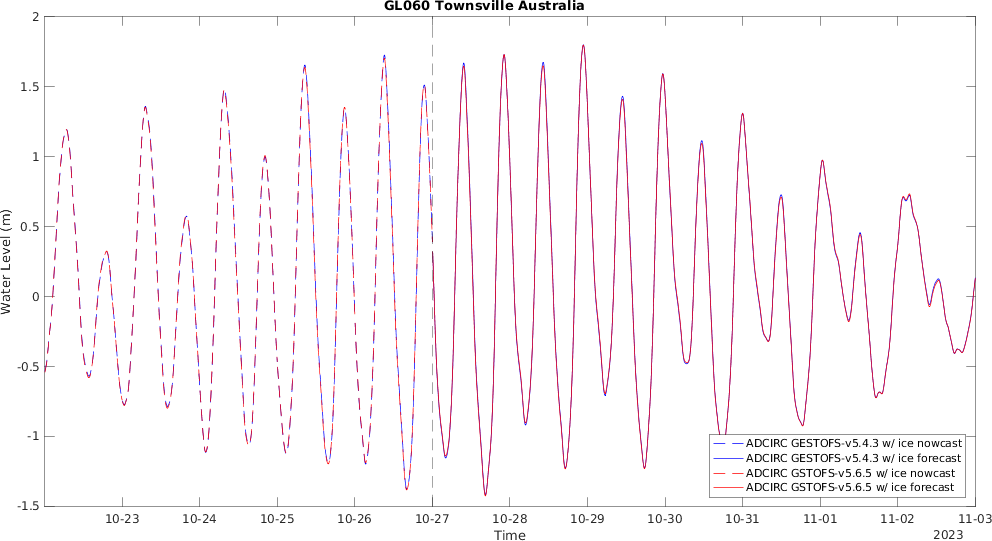 GL060 Townsville Australia
2
1.5
1
0.5
0
-0.5
-1
-1.5
Water Level (m)
ADCIRC GESTOFS-v5.4.3 w/ ice nowcast
ADCIRC GESTOFS-v5.4.3 w/ ice forecast
ADCIRC GSTOFS-v5.6.5 w/ ice nowcast
ADCIRC GSTOFS-v5.6.5 w/ ice forecast
10-23 10-24 10-25 10-26 10-27 10-28 10-29 10-30 10-31 11-01 11-02 11-03
Time
2023